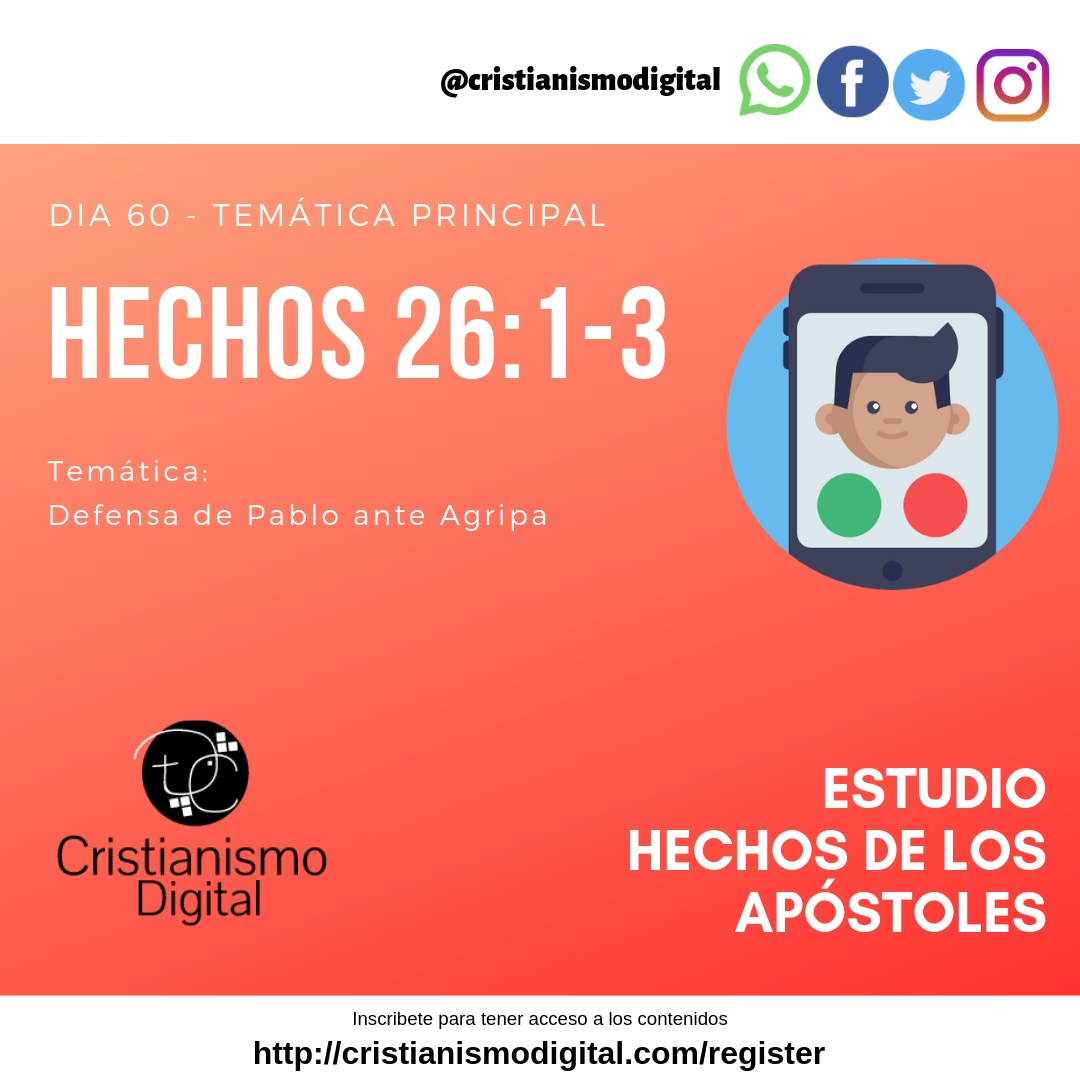 @cristianismodigital
DIA 60 - TEMÁTICA PRINCIPAL
HECHOS 26:1-3
Temática:
Defensa de Pablo ante Agripa
Cristianismo
Digital
ESTUDIO
HECHOS DE LOS
APÓSTOLES
Inscribete para tener acceso a los contenidos
http://cristianismodigital.com/register